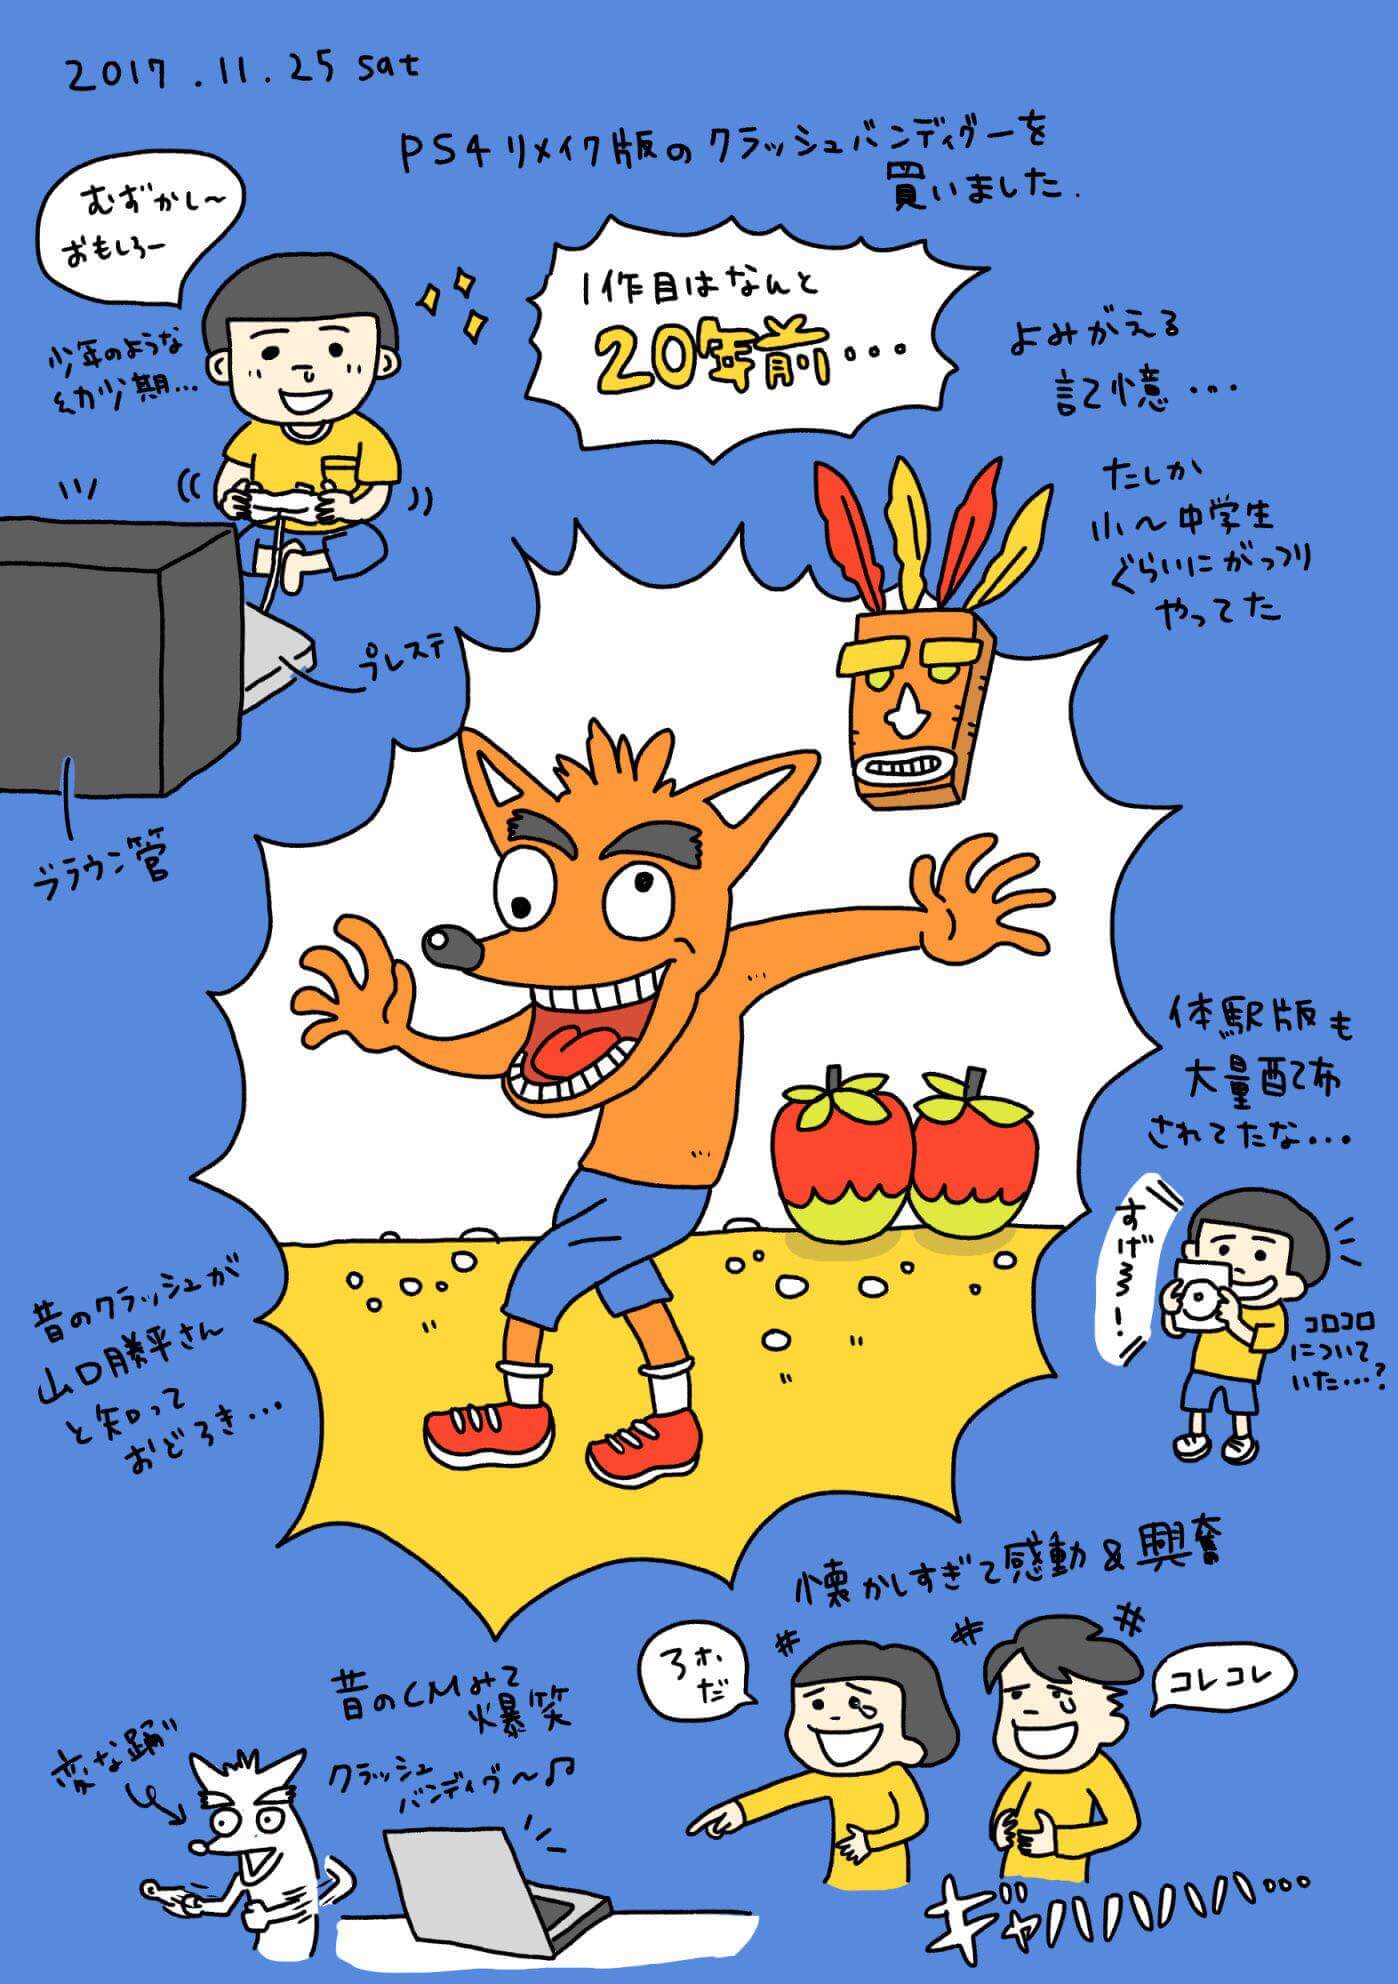 2017.11.25 sat
PS4リメイク版のクラッシュバンディグーを
買いました.
むずかし〜
おもしろー
1作目はなんと
20年前...
少年のような
幼少期...
よみがえる
記憶...
たしか
小〜中学生
ぐらいにがっつり
やってた
プレステ
ブラウン管
体駅版も
大量配布
されてたな...
すげろー!
コロコロ
について
いた...?
昔のクラッシュが
山口勝平さん
と知って
おどろき...
懐かしすぎて感動&興奮
昔のCMみて
爆笑
ろホ
だ
コレコレ
変な踊
クラッシュ
バンディグ〜♫
ギャハハハハハ...